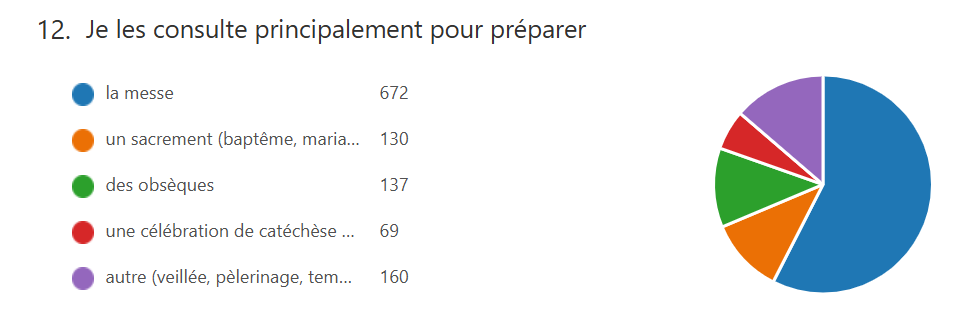 12. Je les consulte principalement pour préparer
la messe 672
un sacrement (baptême, maria... 130
des obsèques 137
une célébration de catéchèse ... 69
autre (veillée, pèlerinage, tem... 160